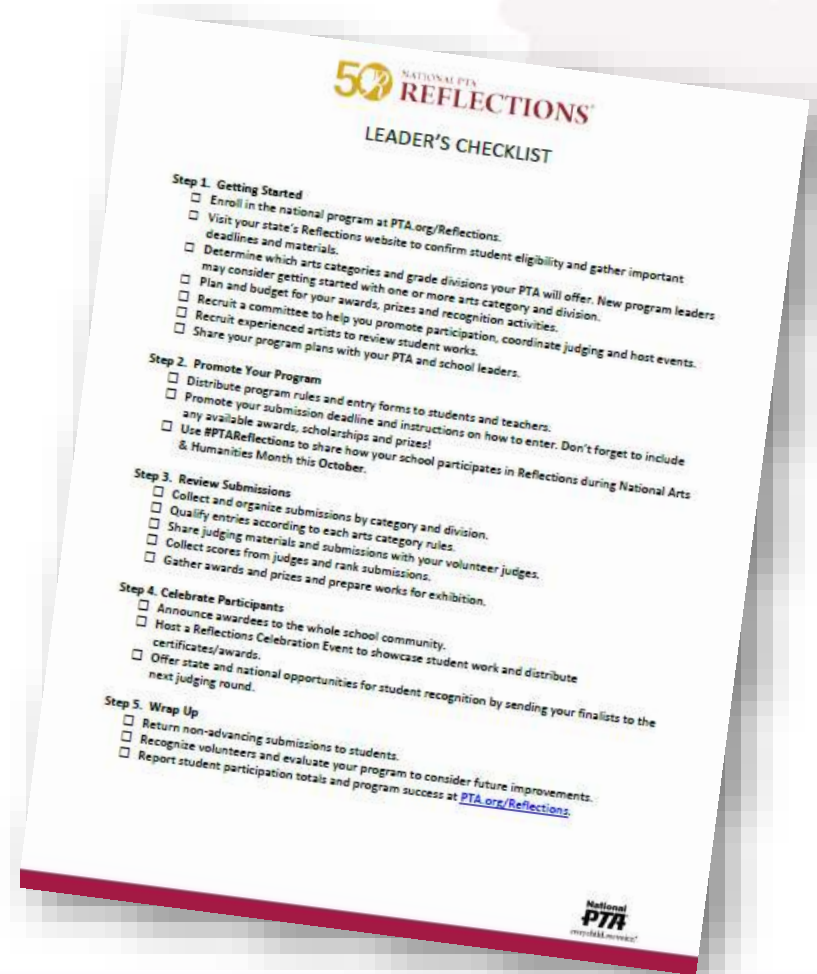 50
NATIONAL PTA
REFLECTIONS®
LEADER'S CHECKLIST
Step 1. Getting Started
☐ Enroll in the national program at PTA.org/Reflections.
☐ Visit your state's Reflections website to confirm student eligibility and gather important
deadlines and materials.
☐ Determine which arts categories and grade divisions your PTA will offer. New program leaders
may consider getting started with one or more arts category and division.
☐ Plan and budget for your awards, prizes and recognition activities.
☐ Recruit a committee to help you promote participation, coordinate judging and host events.
☐ Recruit experienced artists to review student works.
☐ Share your program plans with your PTA and school leaders.
Step 2. Promote Your Program
☐ Distribute program rules and entry forms to students and teachers.
☐ Promote your submission deadline and instructions on how to enter. Don't forget to include
any available awards, scholarships and prizes!
☐ Use #PTAReflections to share how your school participates in Reflections during National Arts
& Humanities Month this October.
Step 3. Review Submissions
☐ Collect and organize submissions by category and division.
☐ Qualify entries according to each arts category rules.
☐ Share judging materials and submissions with your volunteer judges.
☐ Collect scores from judges and rank submissions.
☐ Gather awards and prizes and prepare works for exhibition.
Step 4. Celebrate Participants
☐ Announce awardees to the whole school community.
☐ Host a Reflections Celebration Event to showcase student work and distribute
certificates/awards.
☐ Offer state and national opportunities for student recognition by sending your finalists to the
next judging round.
Step 5. Wrap Up
☐ Return non-advancing submissions to students.
☐ Recognize volunteers and evaluate your program to consider future improvements.
☐ Report student participation totals and program success at PTA.org/Reflections.
National
PTA
everychild.onevoice.®